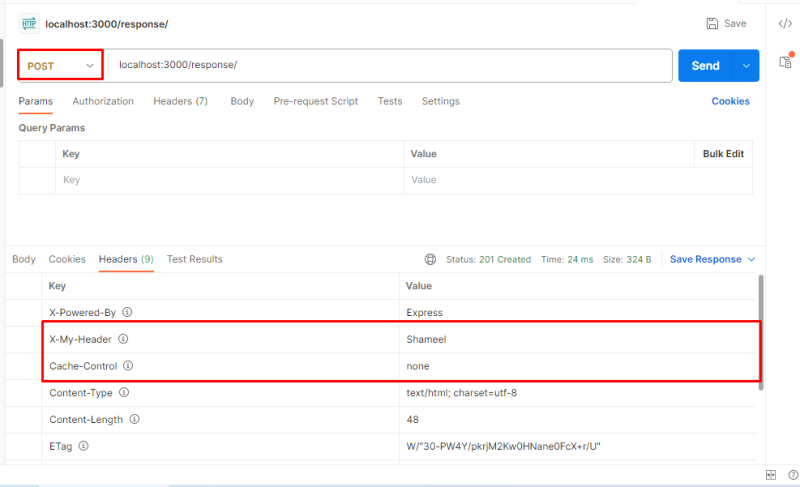 HTTP localhost:3000/response/ Save
POST localhost:3000/response/ Send
Params Authorization Headers (7) Body Pre-request Script Tests Settings Cookies
Query Params
Key Value Bulk Edit
Key Value
Body Cookies Headers (9) Test Results Status: 201 Created Time: 24 ms Size: 324 B Save Response
Key Value
X-Powered-By Express
X-My-Header Shameel
Cache-Control none
Content-Type text/html; charset=utf-8
Content-Length 48
ETag W/"30-PW4Y/pkrjM2Kw0HNane0FcX+r/U"